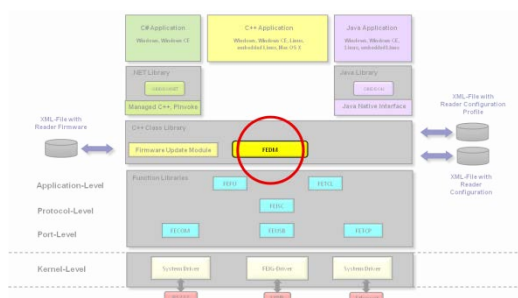 C# Application
Windows, Windows CE
C++ Application
Windows, Windows CE, Linux,
embedded Linux, Mac OS X
Java Application
Windows, Windows CE,
Linux, embedded Linux
.NET Library
Managed C++, PInvoke
Java Library
Java Native Interface
XML-File with
Reader Firmware
C++ Class Library
Firmware Update Module
FEDM
XML-File with
Reader Configuration
Profile
XML-File with
Reader
Configuration
Application-Level
Protocol-Level
Port-Level
Function Libraries
FEFU
FETCL
FEISC
FECOM
FEUSB
FETCP
Kernel-Level
System Driver
System Driver